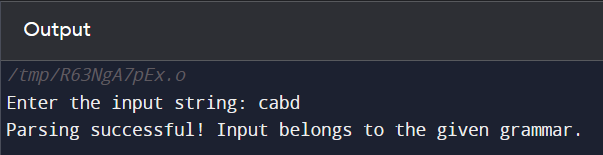 Output
/tmp/R63NgA7pEx.o
Enter the input string: cabd
Parsing successful! Input belongs to the given grammar.